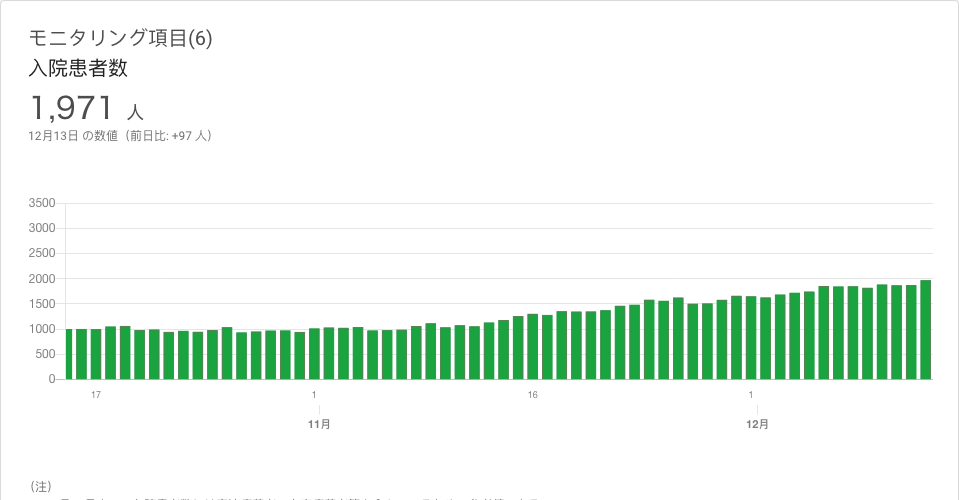 モニタリング項目(6)
入院患者数
1,971 人
12月13日 の数値（前日比: +97 人）
3500
3000
2500
2000
1500
1000
500
0
17
1
16
1
11月
12月
（注）